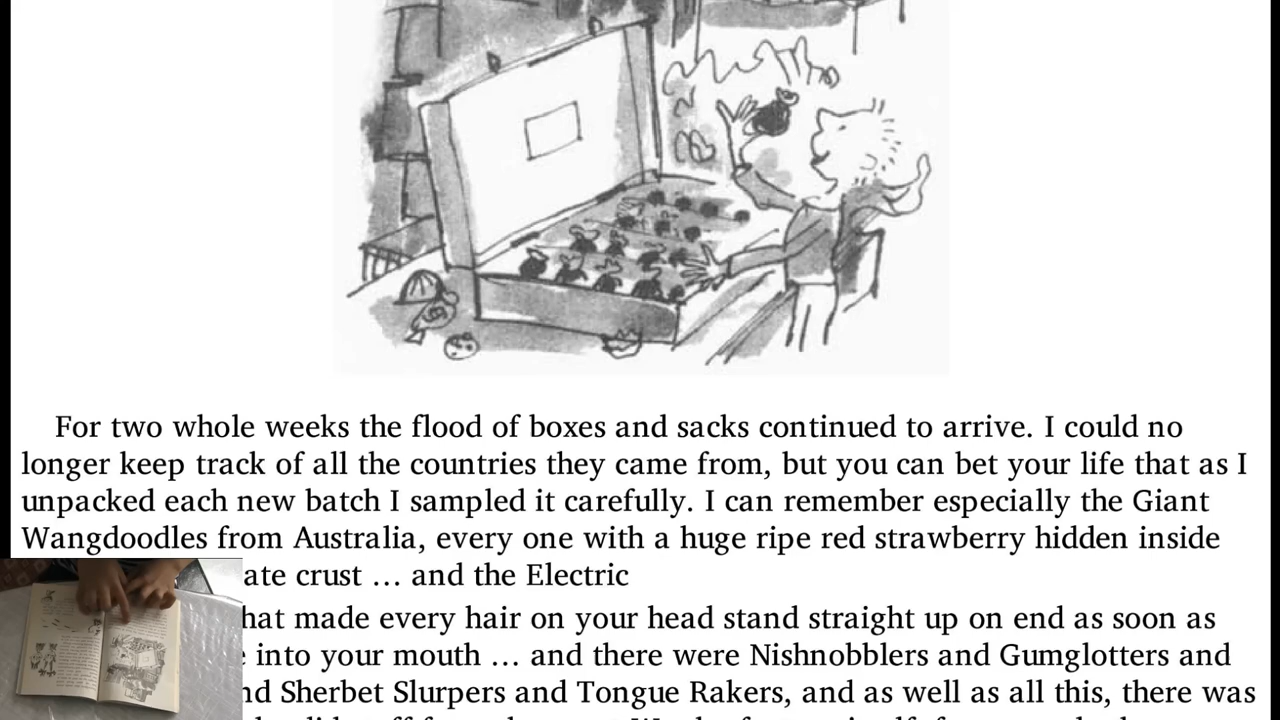 For two whole weeks the flood of boxes and sacks continued to arrive. I could no
longer keep track of all the countries they came from, but you can bet your life that as I
unpacked each new batch I sampled it carefully. I can remember especially the Giant
Wangdoodles from Australia, every one with a huge ripe red strawberry hidden inside
ate crust … and the Electric
hat made every hair on your head stand straight up on end as soon as
into your mouth … and there were Nishnobblers and Gumglotters and
nd Sherbet Slurpers and Tongue Rakers, and as well as all this, there was